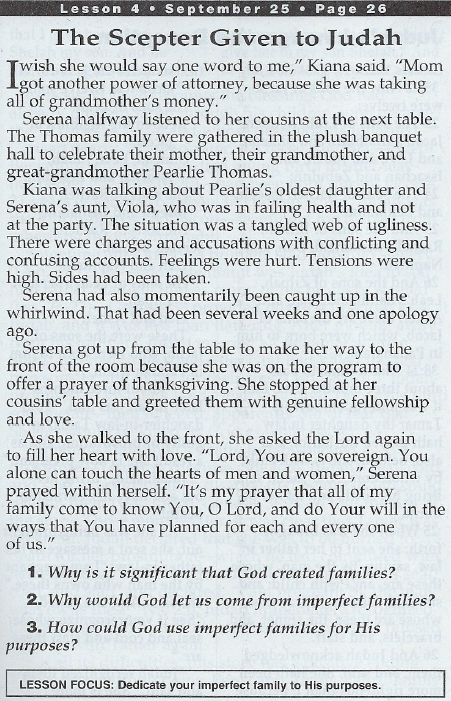 Lesson 4 • September 25 • Page 26
The Scepter Given to Judah
I wish she would say one word to me,” Kiana said. “Mom
got another power of attorney, because she was taking
all of grandmother’s money.”
Serena halfway listened to her cousins at the next table.
The Thomas family were gathered in the plush banquet
hall to celebrate their mother, their grandmother, and
great-grandmother Pearlie Thomas.
Kiana was talking about Pearlie’s oldest daughter and
Serena’s aunt, Viola, who was in failing health and not
at the party. The situation was a tangled web of ugliness.
There were charges and accusations with conflicting and
confusing accounts. Feelings were hurt. Tensions were
high. Sides had been taken.
Serena had also momentarily been caught up in the
whirlwind. That had been several weeks and one apology
ago.
Serena got up from the table to make her way to the
front of the room because she was on the program to
offer a prayer of thanksgiving. She stopped at her
cousins’ table and greeted them with genuine fellowship
and love.
As she walked to the front, she asked the Lord again
to fill her heart with love. “Lord, You are sovereign. You
alone can touch the hearts of men and women,” Serena
prayed within herself. “It’s my prayer that all of my
family come to know You, O Lord, and do Your will in the
ways that You have planned for each and every one
of us.”
1. Why is it significant that God created families?
2. Why would God let us come from imperfect families?
3. How could God use imperfect families for His
purposes?
LESSON FOCUS: Dedicate your imperfect family to His purposes.